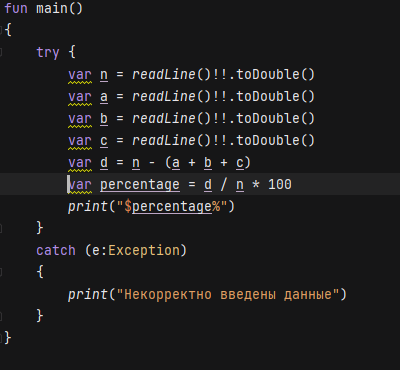 fun main()
{
try {
var n = readLine()!!.toDouble()
var a = readLine()!!.toDouble()
var b = readLine()!!.toDouble()
var c = readLine()!!.toDouble()
var d = n - (a + b + c)
var percentage = d / n * 100
print("$percentage%")
}
catch (e:Exception)
{
print("Некорректно введены данные")
}
}